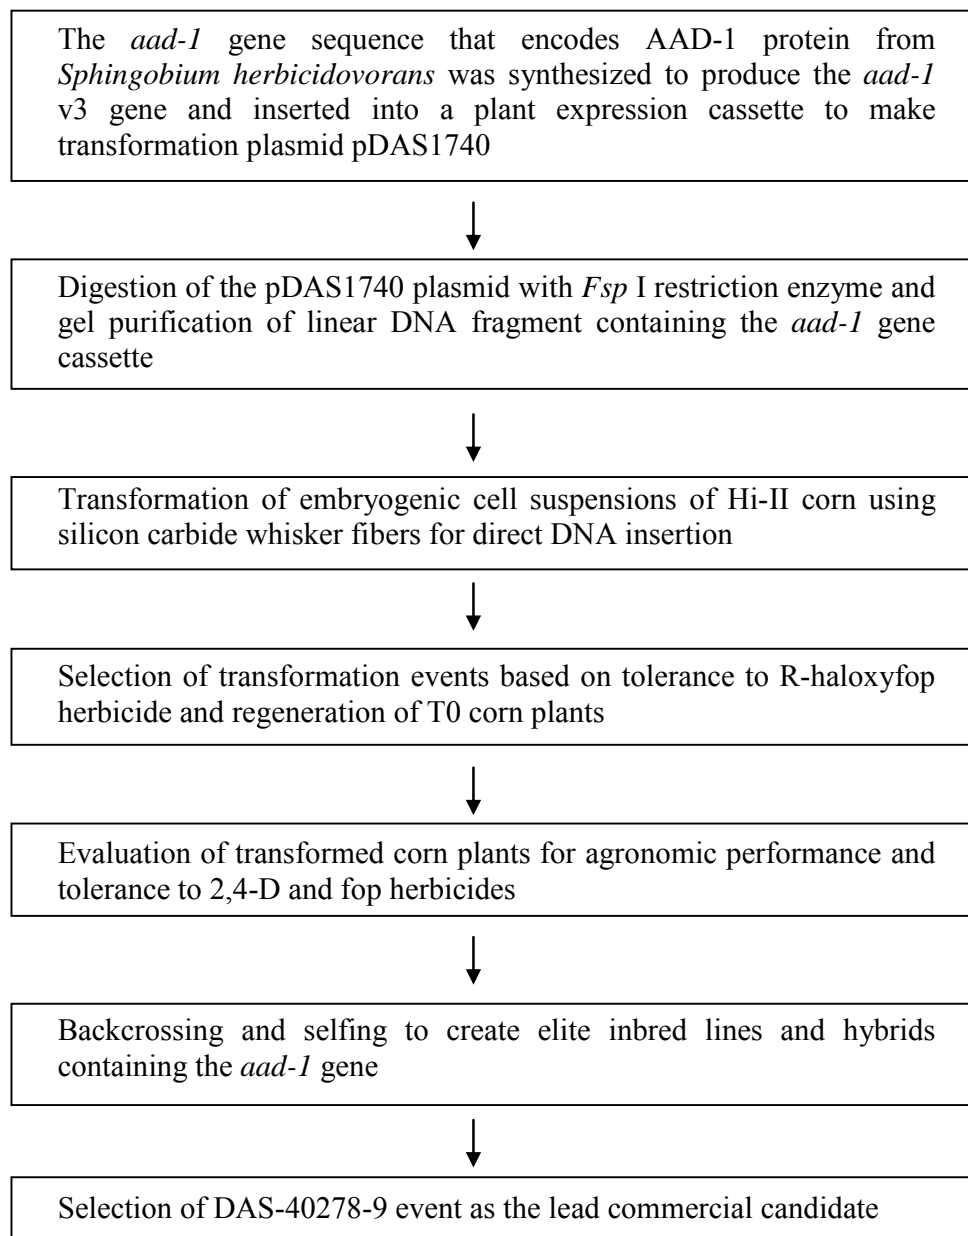 The aad-1 gene sequence that encodes AAD-1 protein from
Sphingobium herbicidovorans was synthesized to produce the aad-1
v3 gene and inserted into a plant expression cassette to make
transformation plasmid pDAS1740
Digestion of the pDAS1740 plasmid with Fsp I restriction enzyme and
gel purification of linear DNA fragment containing the aad-1 gene
cassette
Transformation of embryogenic cell suspensions of Hi-II corn using
silicon carbide whisker fibers for direct DNA insertion
Selection of transformation events based on tolerance to R-haloxyfop
herbicide and regeneration of T0 corn plants
Evaluation of transformed corn plants for agronomic performance and
tolerance to 2,4-D and fop herbicides
Backcrossing and selfing to create elite inbred lines and hybrids
containing the aad-1 gene
Selection of DAS-40278-9 event as the lead commercial candidate